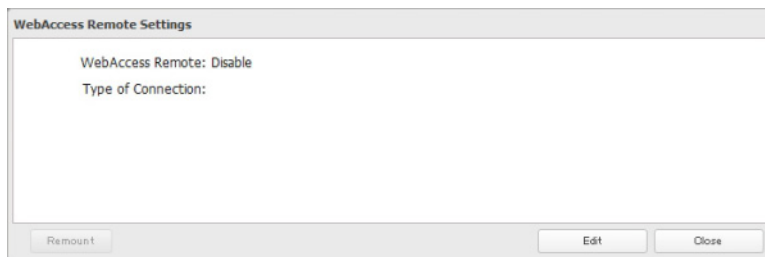 WebAccess Remote Settings
WebAccess Remote: Disable
Type of Connection:
Remount
Edit
Close